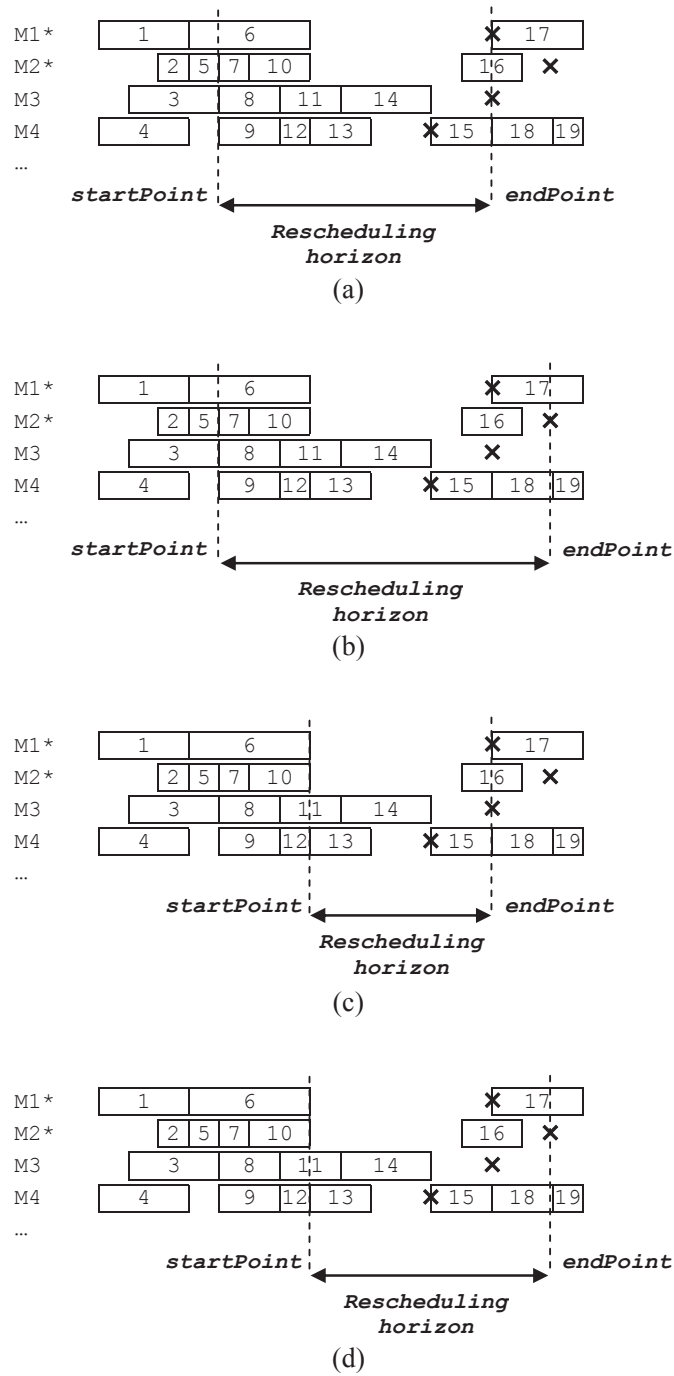 M1* 1 6 17
M2* 2 5 7 10 16
M3 3 8 11 14
M4 4 9 12 13 15 18 19
…
startPoint endPoint
Rescheduling
horizon
(a)
M1* 1 6 17
M2* 2 5 7 10 16
M3 3 8 11 14
M4 4 9 12 13 15 18 19
…
startPoint endPoint
Rescheduling
horizon
(b)
M1* 1 6 17
M2* 2 5 7 10 16
M3 3 8 11 14
M4 4 9 12 13 15 18 19
…
startPoint endPoint
Rescheduling
horizon
(c)
M1* 1 6 17
M2* 2 5 7 10 16
M3 3 8 11 14
M4 4 9 12 13 15 18 19
…
startPoint endPoint
Rescheduling
horizon
(d)